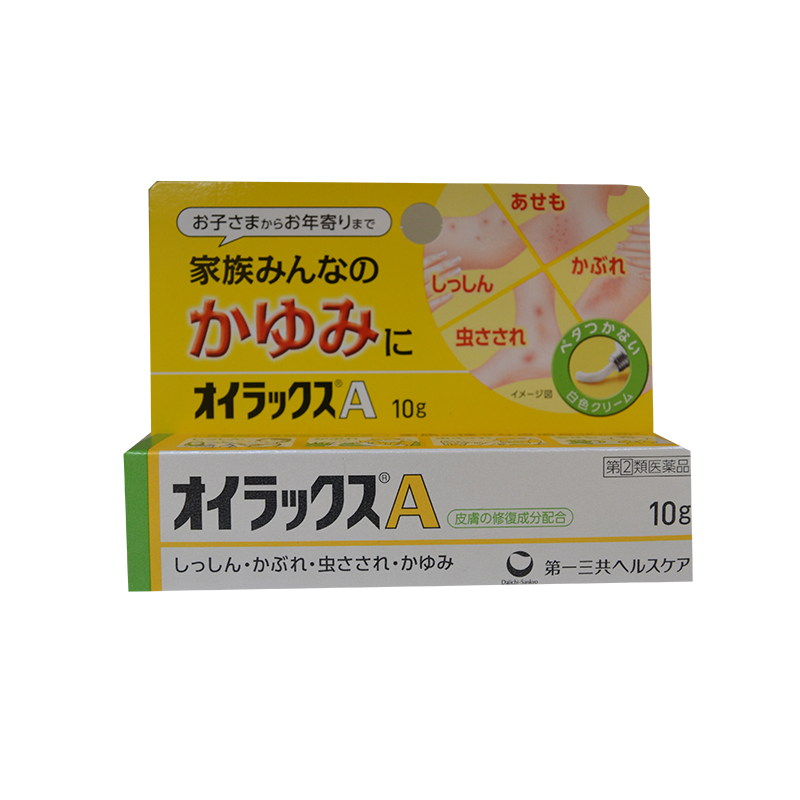 お子さまからお年寄りまで
家族みんなの
かゆみに
オイラックス®A 10g
あせも
しっしん
かぶれ
虫さされ
イメージ図
ベタつかない
白色クリーム
オイラックス®A
皮膚の修復成分配合
第②類医薬品
10g
しっしん・かぶれ・虫さされ・かゆみ
Daiichi-Sankyo
第一三共ヘルスケア